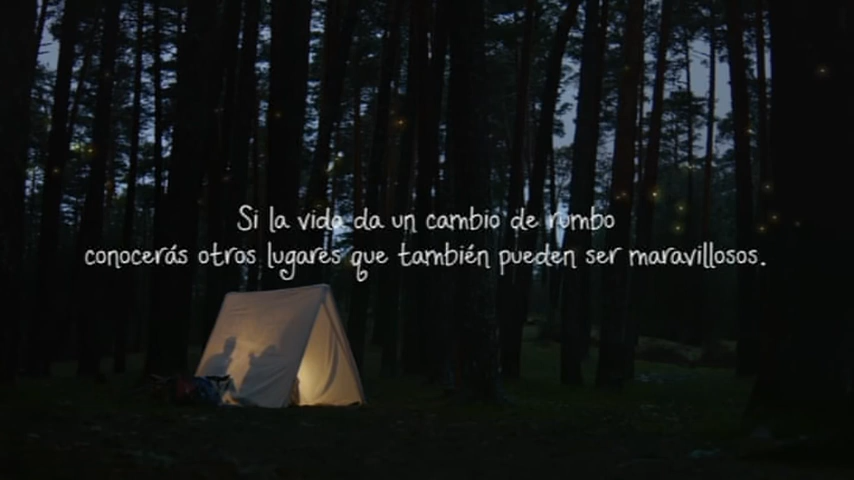 Si la vida da un cambio de rumbo
conocerás otros lugares que también pueden ser maravillosos.